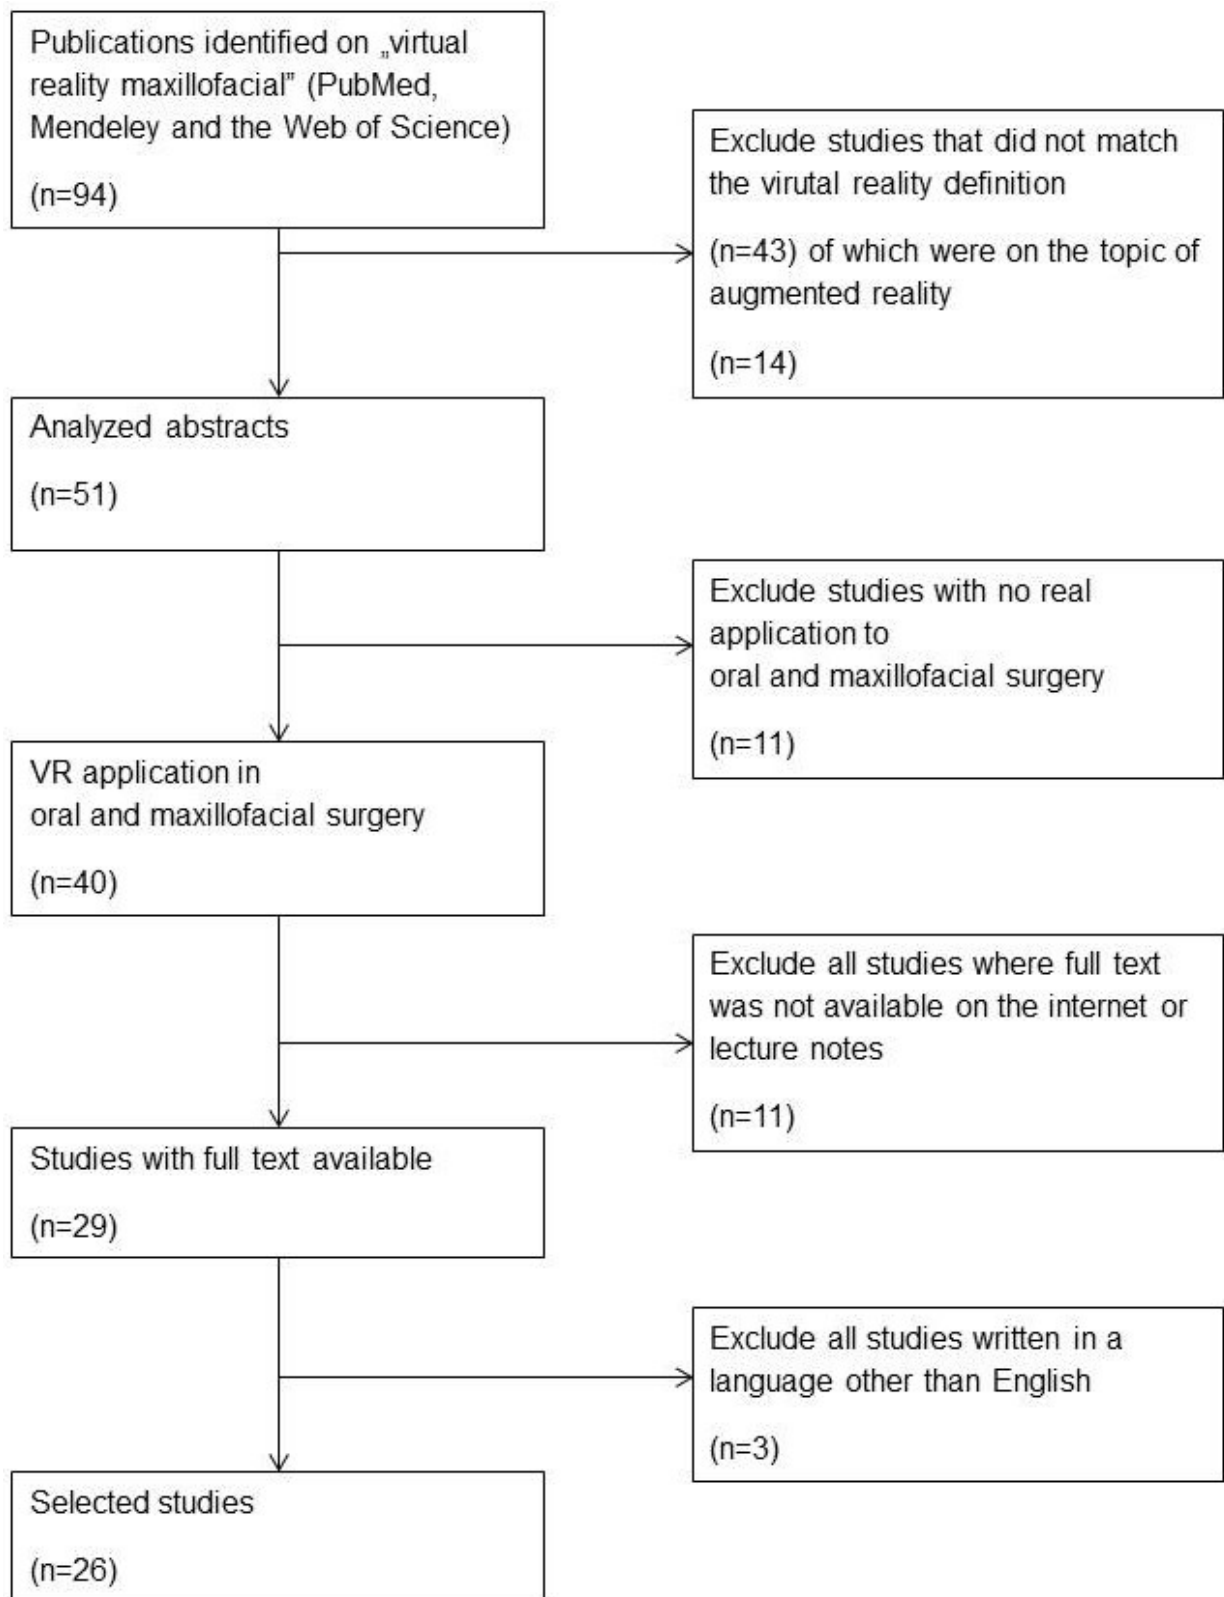 Publications identified on „virtual
reality maxillofacial” (PubMed,
Mendeley and the Web of Science)
(n=94)
Exclude studies that did not match
the virutal reality definition
(n=43) of which were on the topic of
augmented reality
(n=14)
Analyzed abstracts
(n=51)
Exclude studies with no real
application to
oral and maxillofacial surgery
(n=11)
VR application in
oral and maxillofacial surgery
(n=40)
Exclude all studies where full text
was not available on the internet or
lecture notes
(n=11)
Studies with full text available
(n=29)
Exclude all studies written in a
language other than English
(n=3)
Selected studies
(n=26)